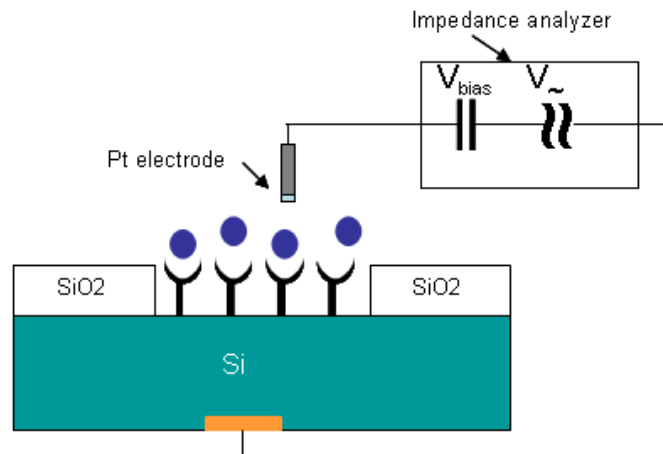 Impedance analyzer
Vbias V~
Pt electrode
SiO2 SiO2
Si